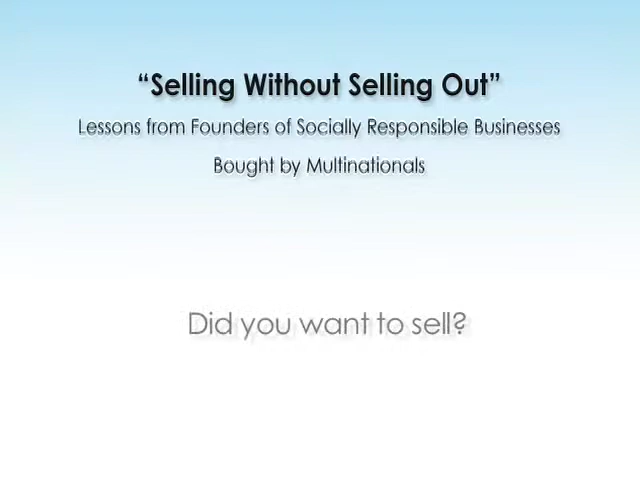 “Selling Without Selling Out”
Lessons from Founders of Socially Responsible Businesses
Bought by Multinationals
Did you want to sell?